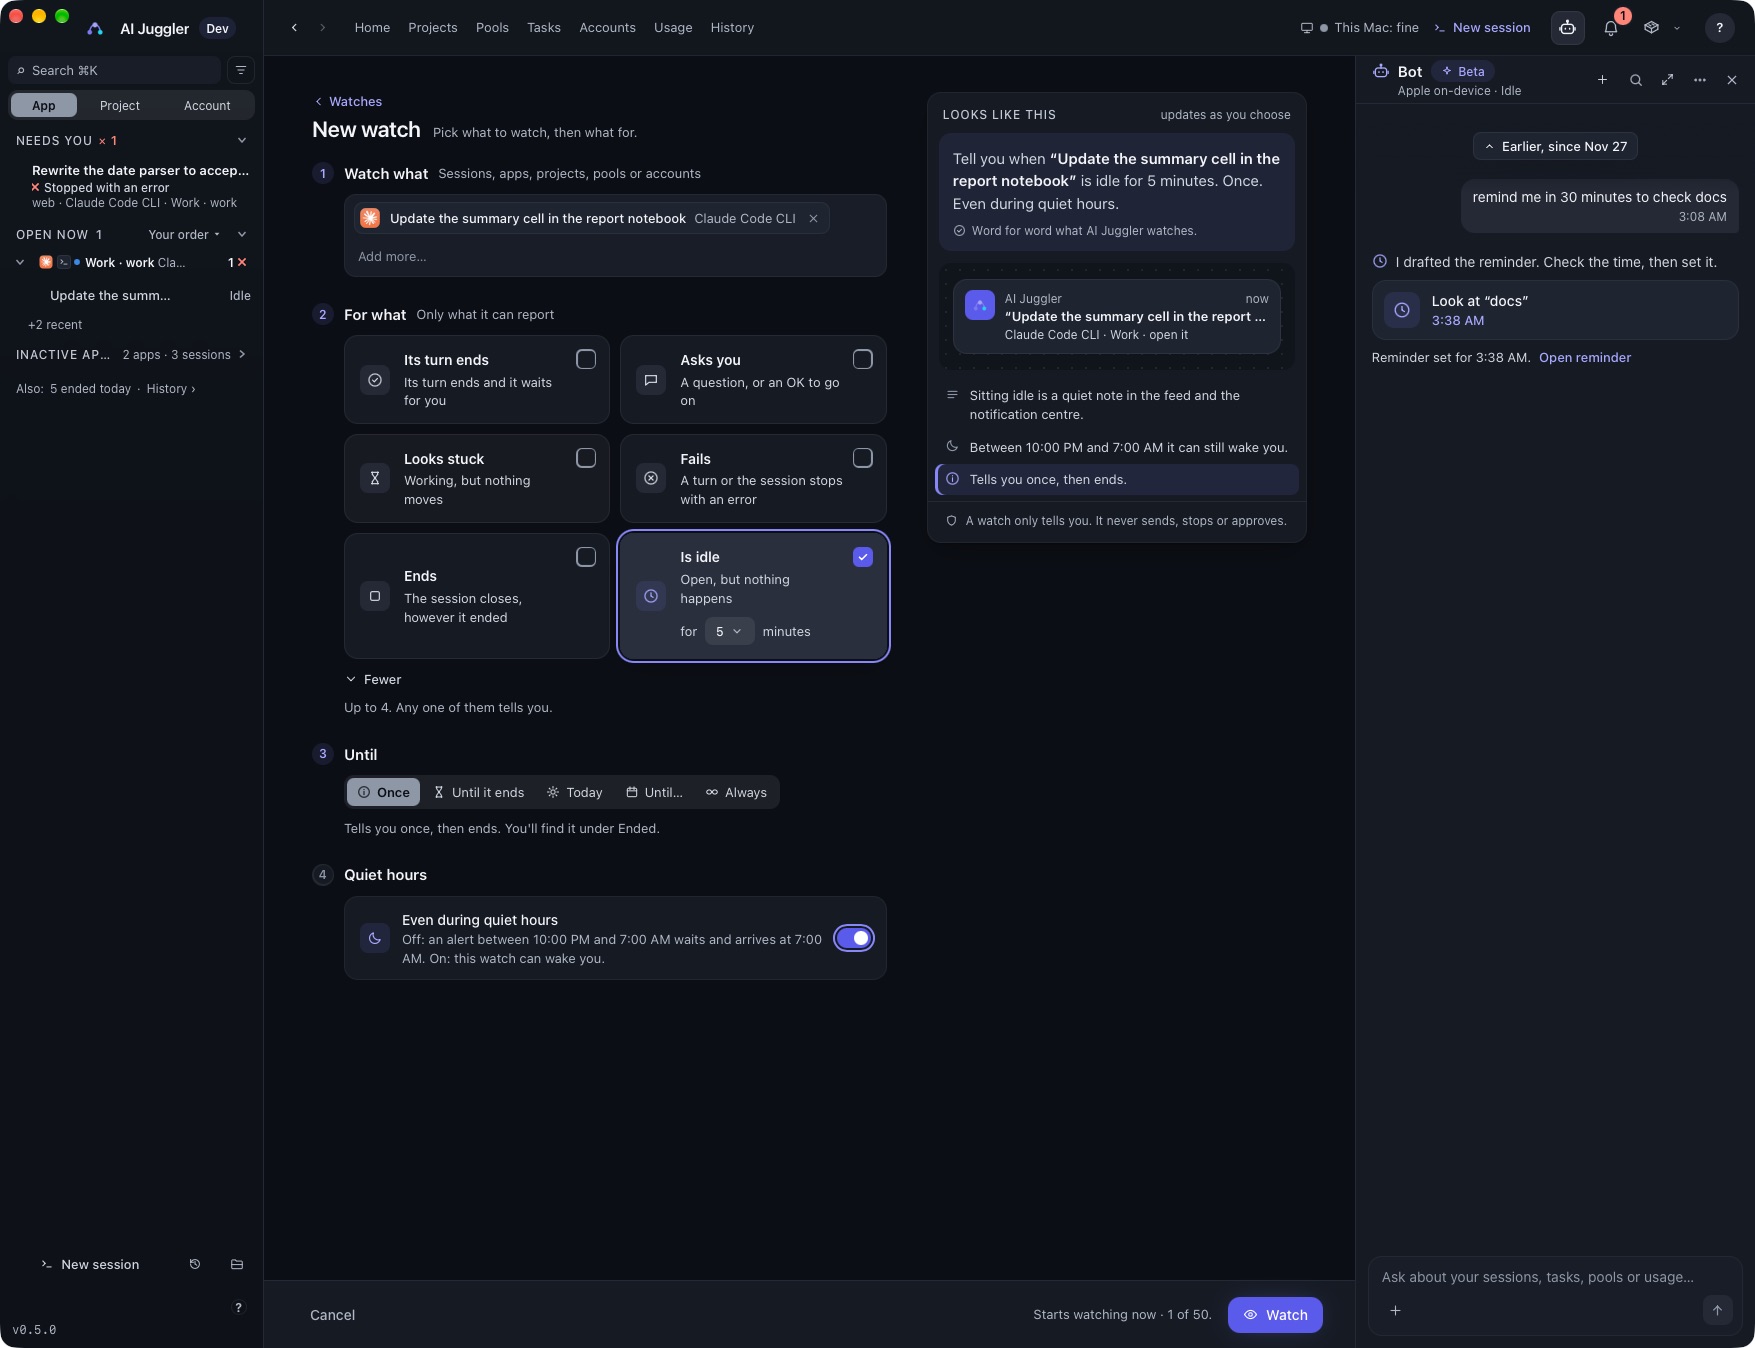 AI Juggler Dev
Search ⌘K
App Project Account
NEEDS YOU × 1
Rewrite the date parser to accep...
× Stopped with an error
web · Claude Code CLI · Work · work
OPEN NOW 1 Your order
Work · work Cla... 1 ×
Update the summ... Idle
+2 recent
INACTIVE AP... 2 apps · 3 sessions
Also: 5 ended today · History ›
New session
?
v0.5.0
Home Projects Pools Tasks Accounts Usage History
This Mac: fine New session 1 ?
Watches
New watch Pick what to watch, then what for.
1 Watch what Sessions, apps, projects, pools or accounts
Update the summary cell in the report notebook Claude Code CLI ×
Add more...
2 For what Only what it can report
Its turn ends
Its turn ends and it waits
for you
Asks you
A question, or an OK to go
on
Looks stuck
Working, but nothing
moves
Fails
A turn or the session stops
with an error
Ends
The session closes,
however it ended
Is idle
Open, but nothing
happens
for 5 minutes
Fewer
Up to 4. Any one of them tells you.
3 Until
Once Until it ends Today Until... Always
Tells you once, then ends. You'll find it under Ended.
4 Quiet hours
Even during quiet hours
Off: an alert between 10:00 PM and 7:00 AM waits and arrives at 7:00
AM. On: this watch can wake you.
Cancel Starts watching now · 1 of 50. Watch
LOOKS LIKE THIS updates as you choose
Tell you when “Update the summary cell in the
report notebook” is idle for 5 minutes. Once.
Even during quiet hours.
Word for word what AI Juggler watches.
AI Juggler now
“Update the summary cell in the report ...
Claude Code CLI · Work · open it
Sitting idle is a quiet note in the feed and the
notification centre.
Between 10:00 PM and 7:00 AM it can still wake you.
Tells you once, then ends.
A watch only tells you. It never sends, stops or approves.
Bot Beta
Apple on-device · Idle
Earlier, since Nov 27
remind me in 30 minutes to check docs
3:08 AM
I drafted the reminder. Check the time, then set it.
Look at “docs”
3:38 AM
Reminder set for 3:38 AM. Open reminder
Ask about your sessions, tasks, pools or usage...